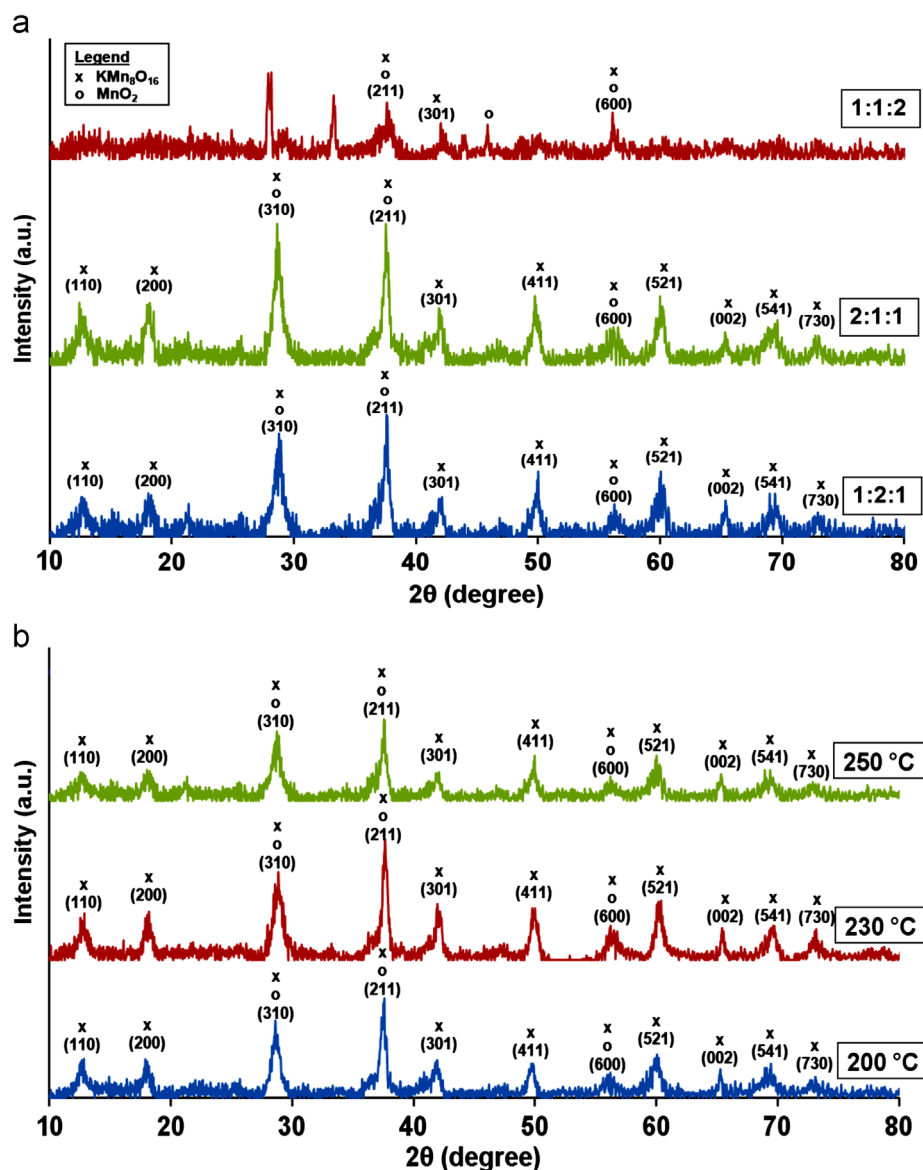 a
Legend
x KMn₈O₁₆
o MnO₂
x
o
(211)
x
(301)
o
x
o
(600)
1:1:2
x
o
(310)
x
o
(211)
x
(110)
x
(200)
x
(301)
x
(411)
x
o
(600)
x
(521)
x
(002)
x
(541)
x
(730)
2:1:1
x
o
(310)
x
o
(211)
x
(110)
x
(200)
x
(301)
x
(411)
x
o
(600)
x
(521)
x
(002)
x
(541)
x
(730)
1:2:1
Intensity (a.u.)
10 20 30 40 50 60 70 80
2θ (degree)
b
x
o
(310)
x
o
(211)
x
(110)
x
(200)
x
(301)
x
(411)
x
o
(600)
x
(521)
x
(002)
x
(541)
x
(730)
250 °C
x
o
(310)
x
o
(211)
x
(110)
x
(200)
x
(301)
x
(411)
x
o
(600)
x
(521)
x
(002)
x
(541)
x
(730)
230 °C
x
o
(310)
x
o
(211)
x
(110)
x
(200)
x
(301)
x
(411)
x
o
(600)
x
(521)
x
(002)
x
(541)
x
(730)
200 °C
Intensity (a.u.)
10 20 30 40 50 60 70 80
2θ (degree)